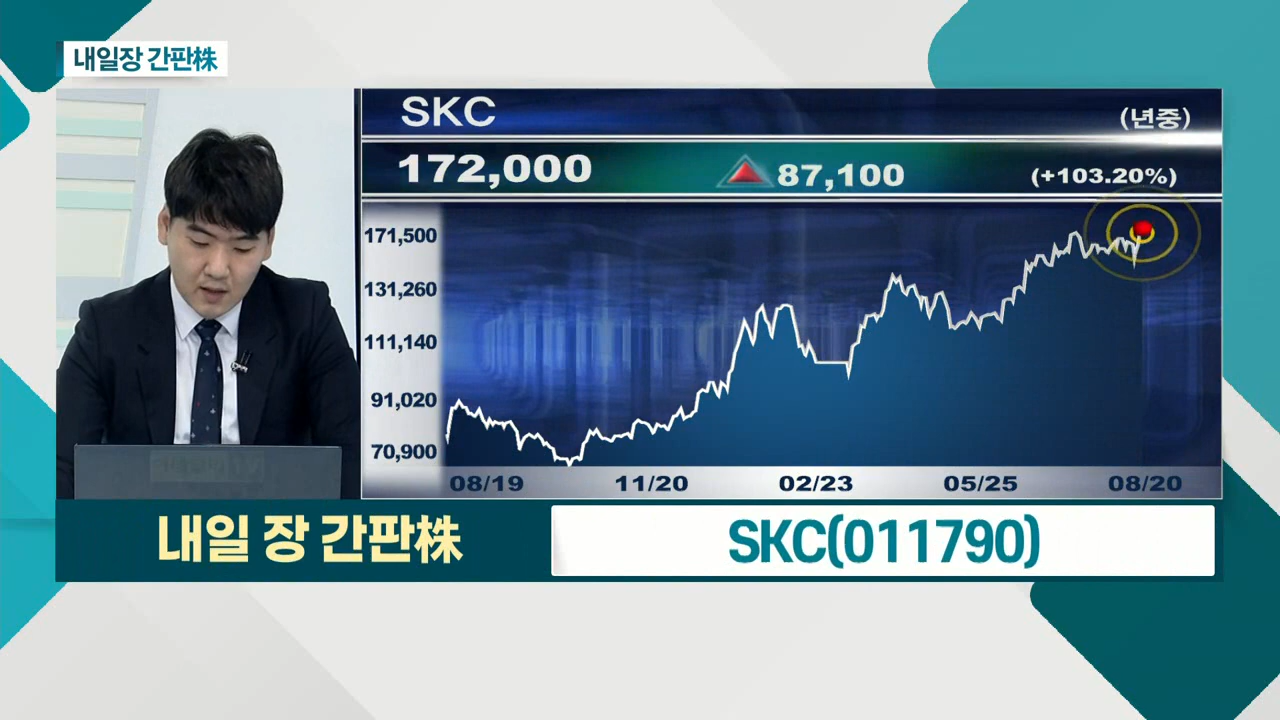 내일장 간판株
SKC
(년중)
172,000 ▲ 87,100 (+103.20%)
171,500
131,260
111,140
91,020
70,900
08/19 11/20 02/23 05/25 08/20
내일 장 간판株
SKC(011790)